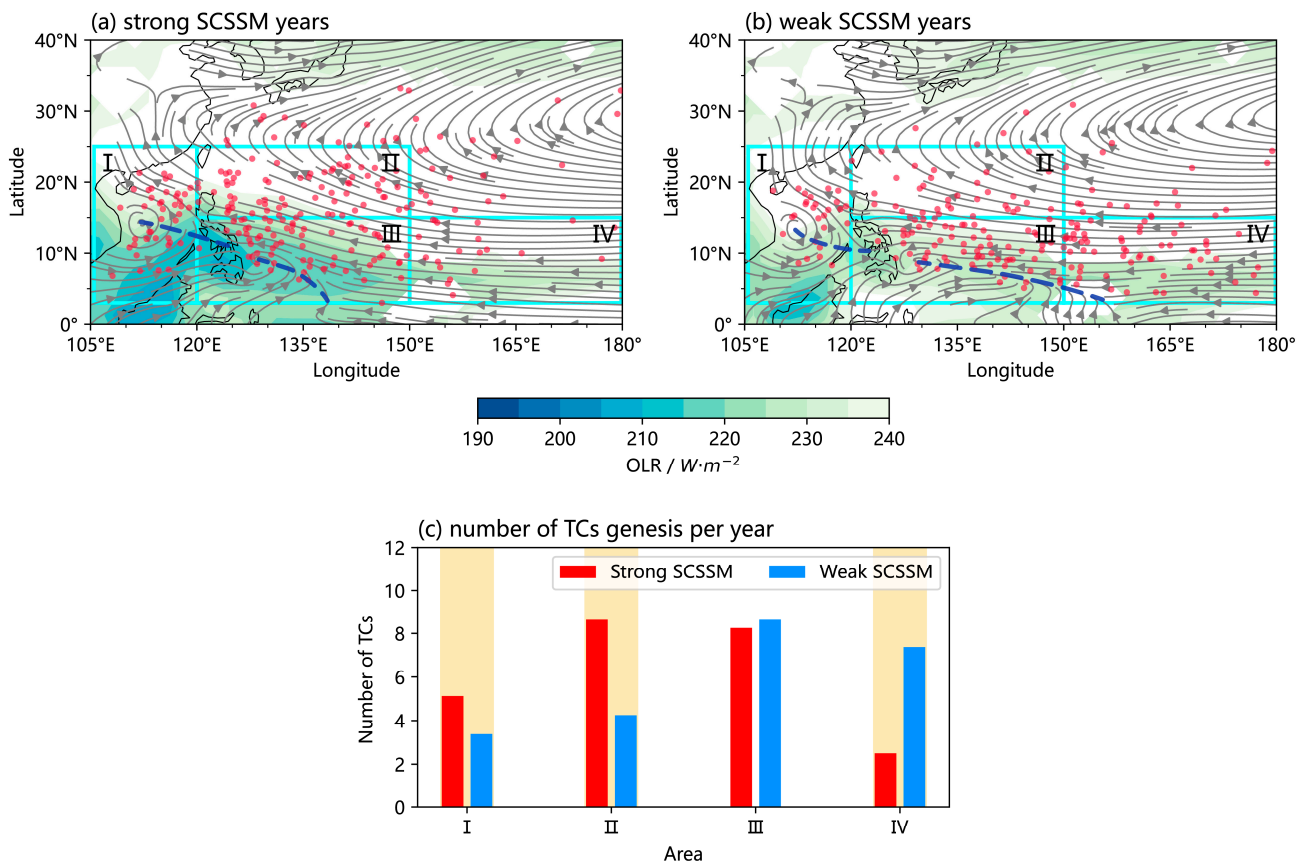 (a) strong SCSSM years
(b) weak SCSSM years
40°N
30°N
20°N
10°N
0°
Latitude
I
Ⅱ
Ⅲ
Ⅳ
105°E 120°E 135°E 150°E 165°E 180°
Longitude
40°N
30°N
20°N
10°N
0°
Latitude
I
Ⅱ
Ⅲ
Ⅳ
105°E 120°E 135°E 150°E 165°E 180°
Longitude
190 200 210 220 230 240
OLR / W·m⁻²
(c) number of TCs genesis per year
12
10
8
6
4
2
0
Number of TCs
Strong SCSSM Weak SCSSM
I Ⅱ Ⅲ Ⅳ
Area